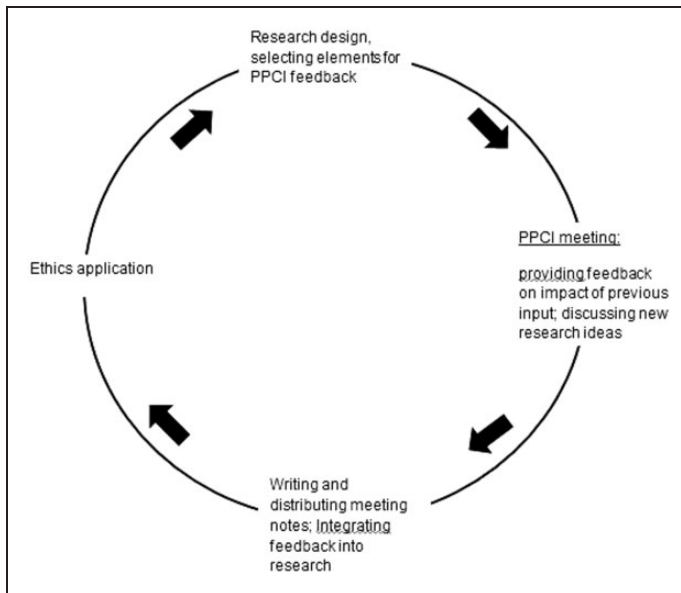 Research design,
selecting elements for
PPCI feedback
PPCI meeting:
providing feedback
on impact of previous
input; discussing new
research ideas
Writing and
distributing meeting
notes; Integrating
feedback into
research
Ethics application